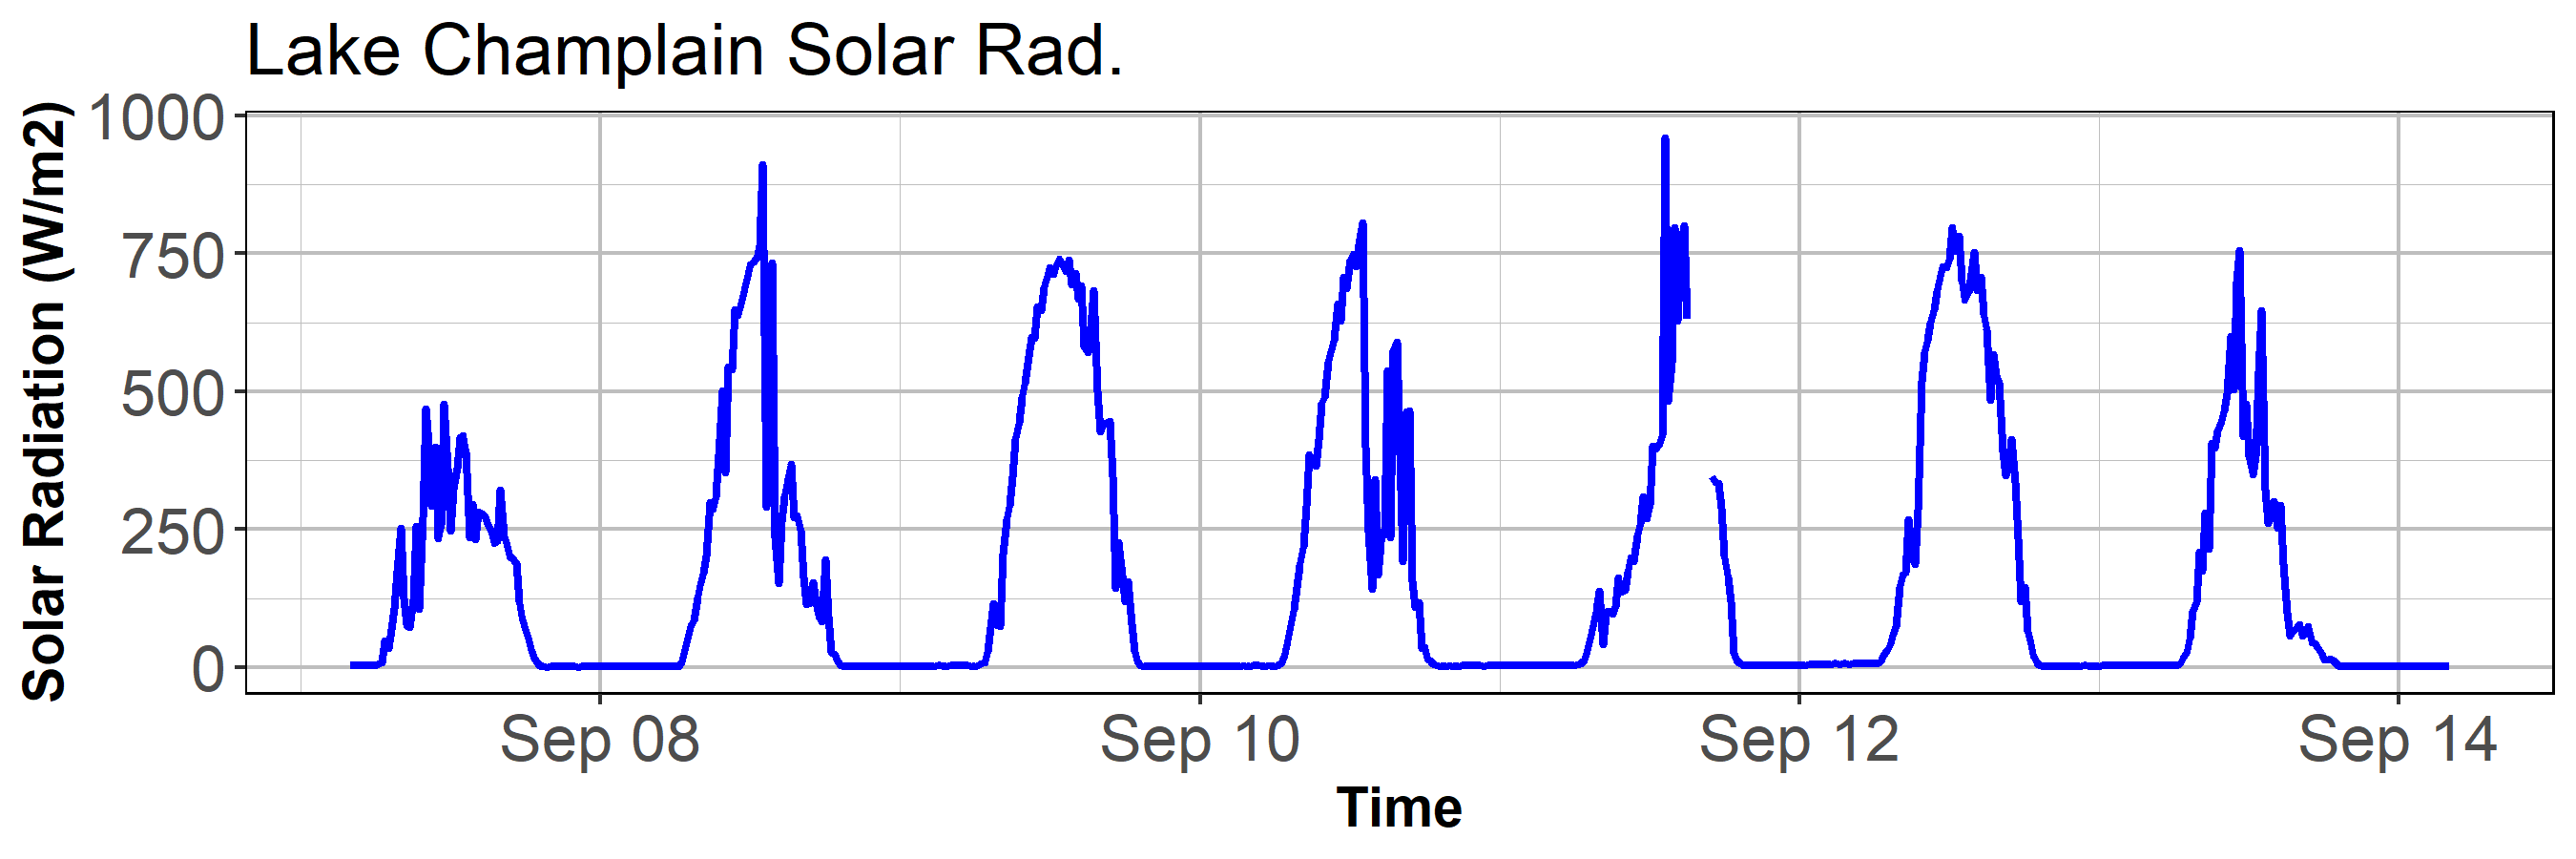 Lake Champlain Solar Rad.
Solar Radiation (W/m2)
1000
750
500
250
0
Sep 08 Sep 10 Sep 12 Sep 14
Time